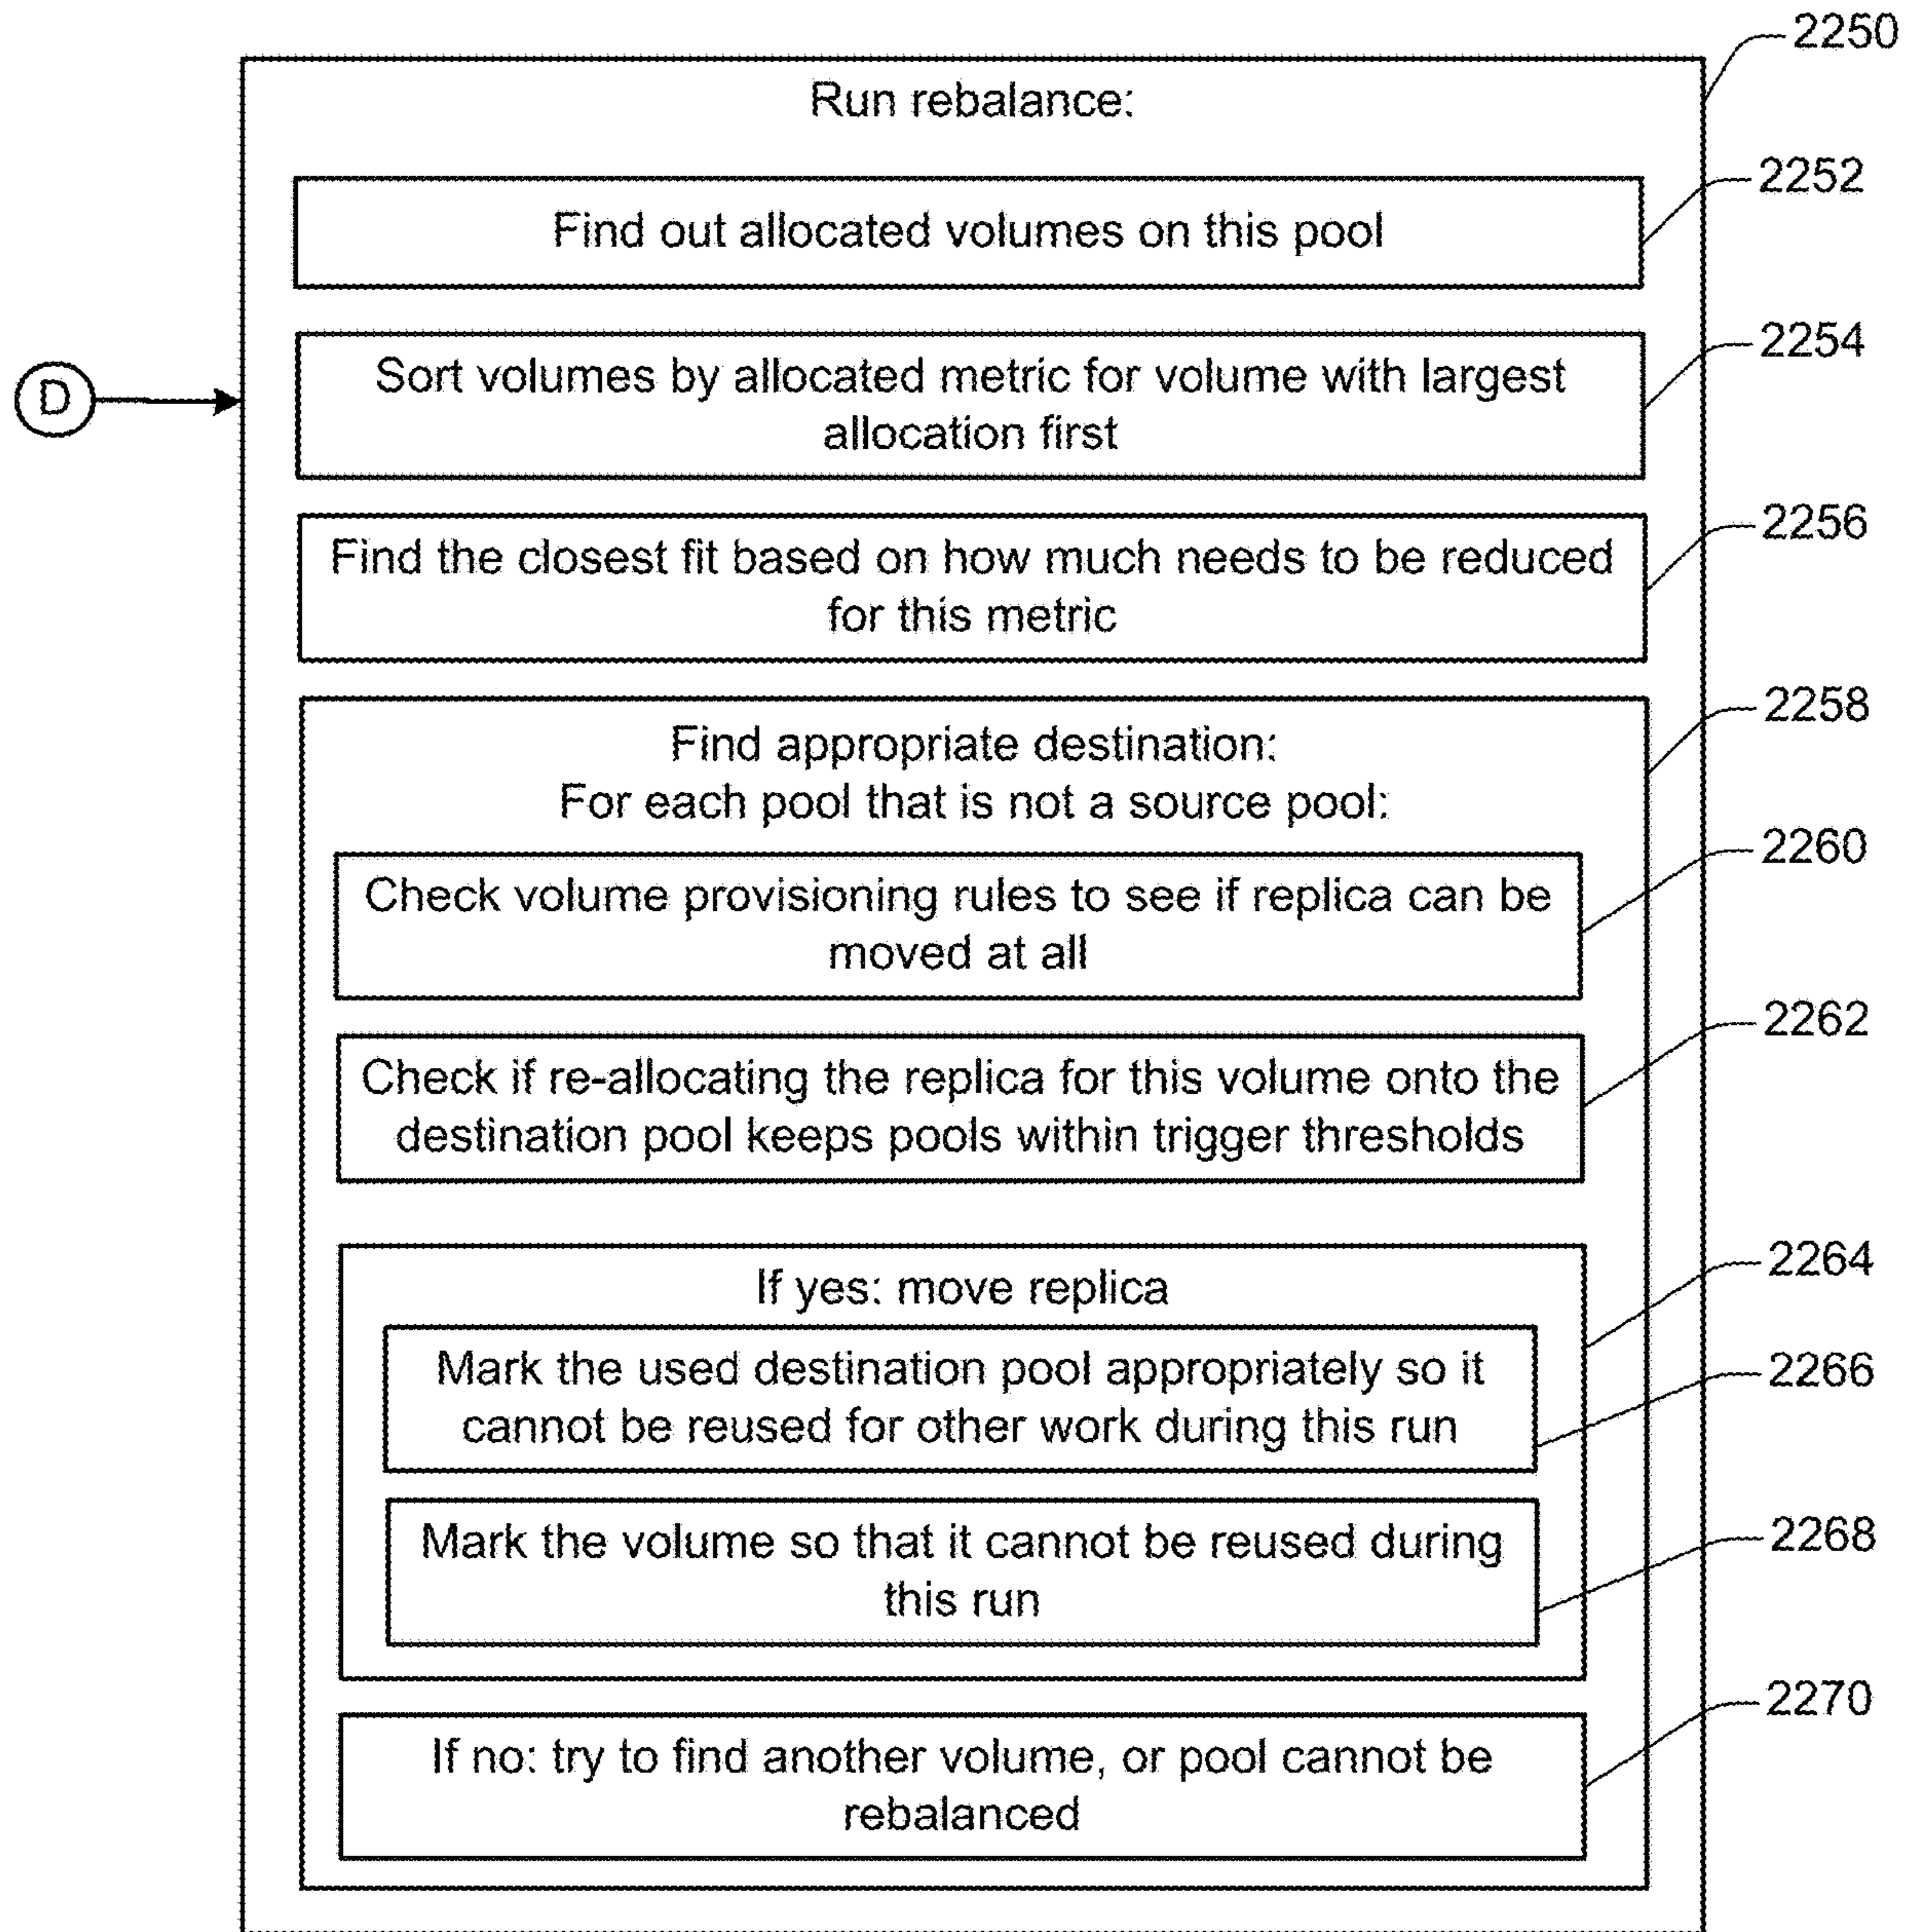 2250
Run rebalance:
2252
Find out allocated volumes on this pool
2254
Sort volumes by allocated metric for volume with largest
allocation first
D
2256
Find the closest fit based on how much needs to be reduced
for this metric
2258
Find appropriate destination:
For each pool that is not a source pool:
2260
Check volume provisioning rules to see if replica can be
moved at all
2262
Check if re-allocating the replica for this volume onto the
destination pool keeps pools within trigger thresholds
2264
If yes: move replica
2266
Mark the used destination pool appropriately so it
cannot be reused for other work during this run
2268
Mark the volume so that it cannot be reused during
this run
2270
If no: try to find another volume, or pool cannot be
rebalanced